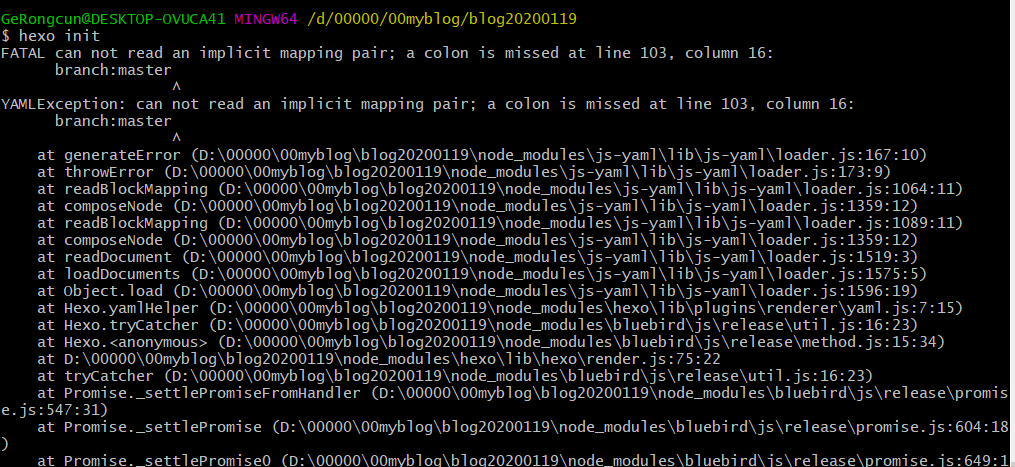 GeRongcun@DESKTOP-OVUCA41 MINGW64 /d/00000/00myblog/blog20200119
$ hexo init
FATAL can not read an implicit mapping pair; a colon is missed at line 103, column 16:
      branch:master
                   ^
YAMLException: can not read an implicit mapping pair; a colon is missed at line 103, column 16:
      branch:master
                   ^
    at generateError (D:\00000\00myblog\blog20200119\node_modules\js-yaml\lib\js-yaml\loader.js:167:10)
    at throwError (D:\00000\00myblog\blog20200119\node_modules\js-yaml\lib\js-yaml\loader.js:173:9)
    at readBlockMapping (D:\00000\00myblog\blog20200119\node_modules\js-yaml\lib\js-yaml\loader.js:1064:11)
    at composeNode (D:\00000\00myblog\blog20200119\node_modules\js-yaml\lib\js-yaml\loader.js:1359:12)
    at readBlockMapping (D:\00000\00myblog\blog20200119\node_modules\js-yaml\lib\js-yaml\loader.js:1089:11)
    at composeNode (D:\00000\00myblog\blog20200119\node_modules\js-yaml\lib\js-yaml\loader.js:1359:12)
    at readDocument (D:\00000\00myblog\blog20200119\node_modules\js-yaml\lib\js-yaml\loader.js:1519:3)
    at loadDocuments (D:\00000\00myblog\blog20200119\node_modules\js-yaml\lib\js-yaml\loader.js:1575:5)
    at Object.load (D:\00000\00myblog\blog20200119\node_modules\js-yaml\lib\js-yaml\loader.js:1596:19)
    at Hexo.yamlHelper (D:\00000\00myblog\blog20200119\node_modules\hexo\lib\plugins\renderer\yaml.js:7:15)
    at Hexo.tryCatcher (D:\00000\00myblog\blog20200119\node_modules\bluebird\js\release\util.js:16:23)
    at Hexo.<anonymous> (D:\00000\00myblog\blog20200119\node_modules\bluebird\js\release\method.js:15:34)
    at D:\00000\00myblog\blog20200119\node_modules\hexo\lib\hexo\render.js:75:22
    at tryCatcher (D:\00000\00myblog\blog20200119\node_modules\bluebird\js\release\util.js:16:23)
    at Promise._settlePromiseFromHandler (D:\00000\00myblog\blog20200119\node_modules\bluebird\js\release\promis
e.js:547:31)
    at Promise._settlePromise (D:\00000\00myblog\blog20200119\node_modules\bluebird\js\release\promise.js:604:18
)
    at Promise._settlePromise0 (D:\00000\00myblog\blog20200119\node_modules\bluebird\js\release\promise.js:649:1